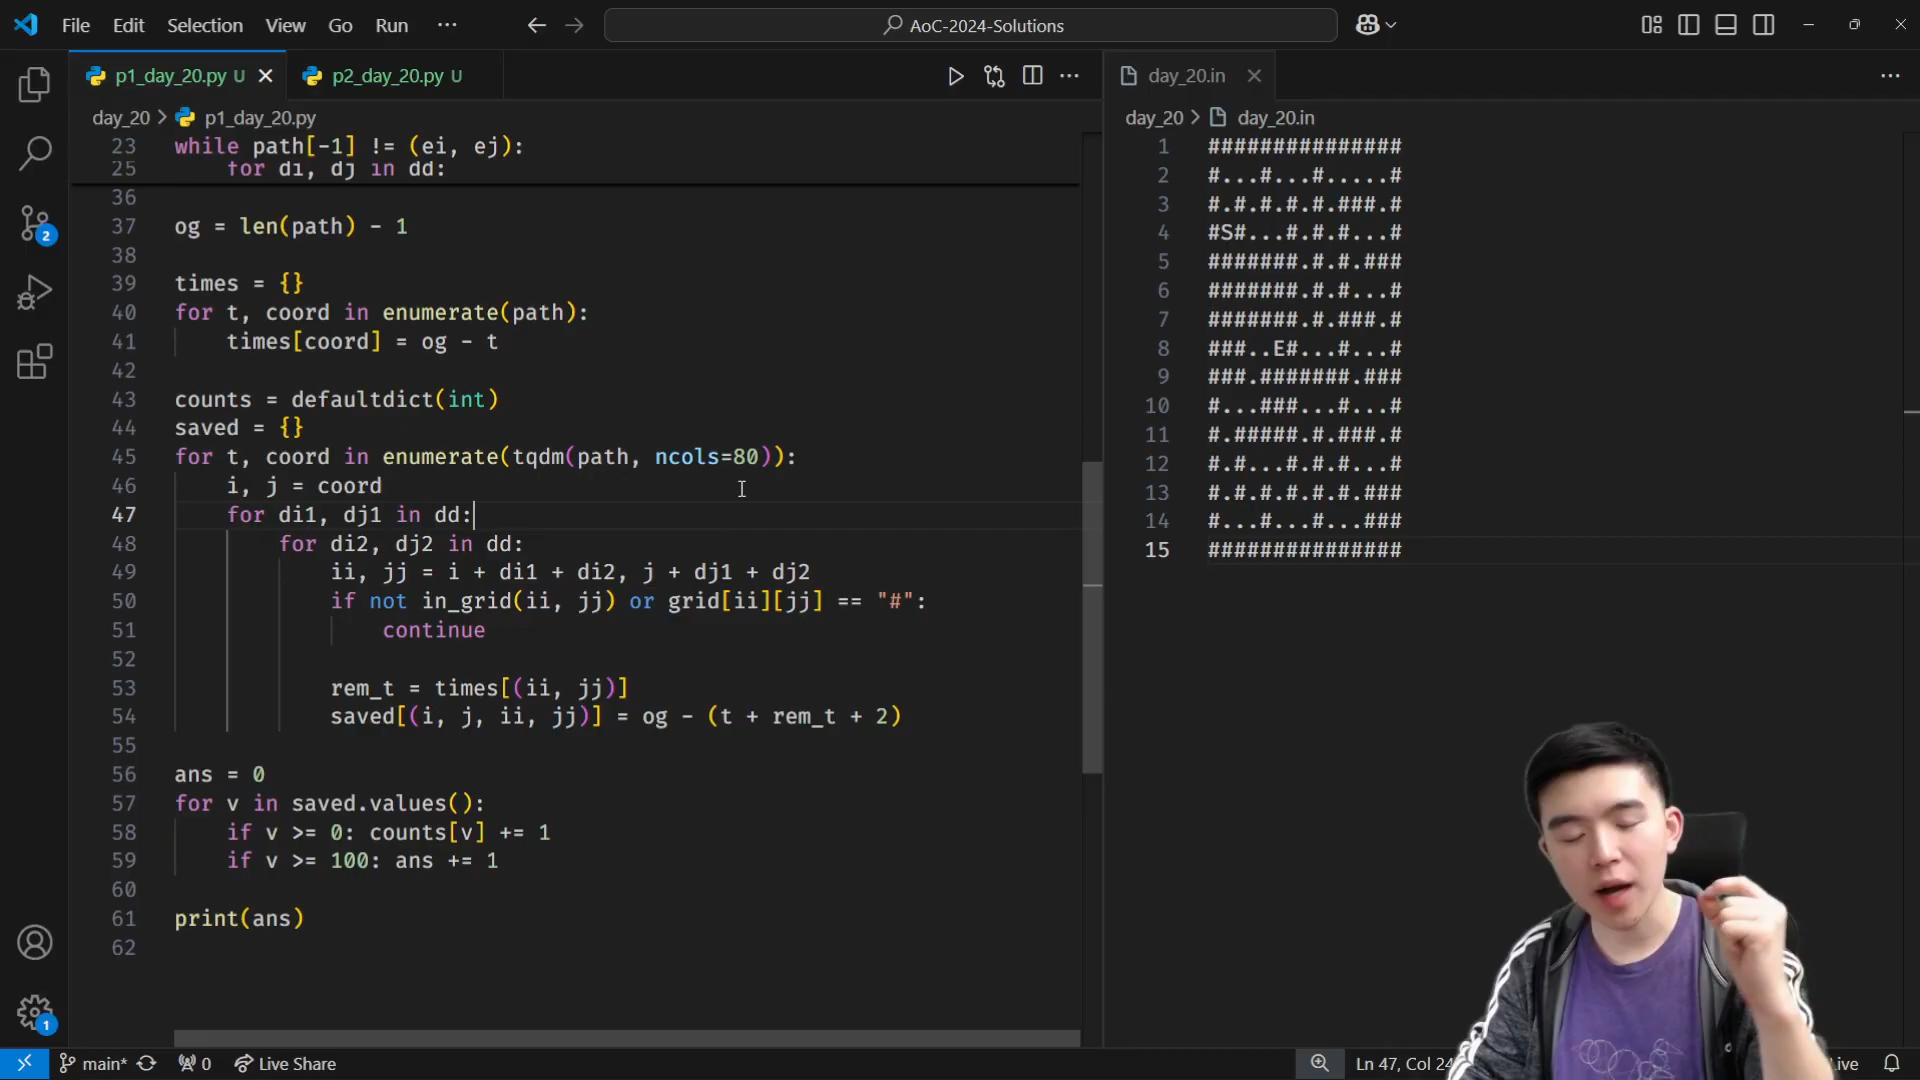 File Edit Selection View Go Run ··· AoC-2024-Solutions
p1_day_20.py U p2_day_20.py U
day_20 > p1_day_20.py
23 while path[-1] != (ei, ej):
25 for di, dj in dd:
36
37 og = len(path) - 1
38
39 times = {}
40 for t, coord in enumerate(path):
41 times[coord] = og - t
42
43 counts = defaultdict(int)
44 saved = {}
45 for t, coord in enumerate(tqdm(path, ncols=80)):
46 i, j = coord
47 for di1, dj1 in dd:
48 for di2, dj2 in dd:
49 ii, jj = i + di1 + di2, j + dj1 + dj2
50 if not in_grid(ii, jj) or grid[ii][jj] == "#":
51 continue
52
53 rem_t = times[(ii, jj)]
54 saved[(i, j, ii, jj)] = og - (t + rem_t + 2)
55
56 ans = 0
57 for v in saved.values():
58 if v >= 0: counts[v] += 1
59 if v >= 100: ans += 1
60
61 print(ans)
62
day_20.in
day_20 > day_20.in
1 ###############
2 #...#...#.....#
3 #.#.#.#.#.###.#
4 #S#...#.#.#...#
5 #######.#.#.###
6 #######.#.#...#
7 #######.#.###.#
8 ###..E#...#...#
9 ###.#######.###
10 #...###...#...#
11 #.#####.#.###.#
12 #.#...#.#.#...#
13 #.#.#.#.#.#.###
14 #...#...#...###
15 ###############
2
1
main* 0 Live Share Ln 47, Col 24